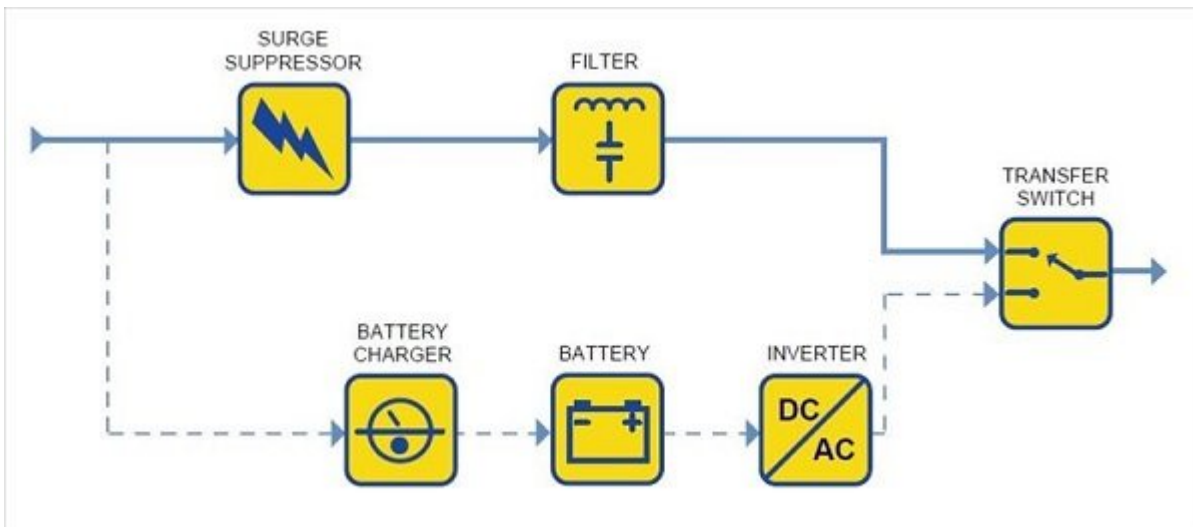 SURGE
SUPPRESSOR
FILTER
TRANSFER
SWITCH
BATTERY
CHARGER
BATTERY
INVERTER
DC
AC